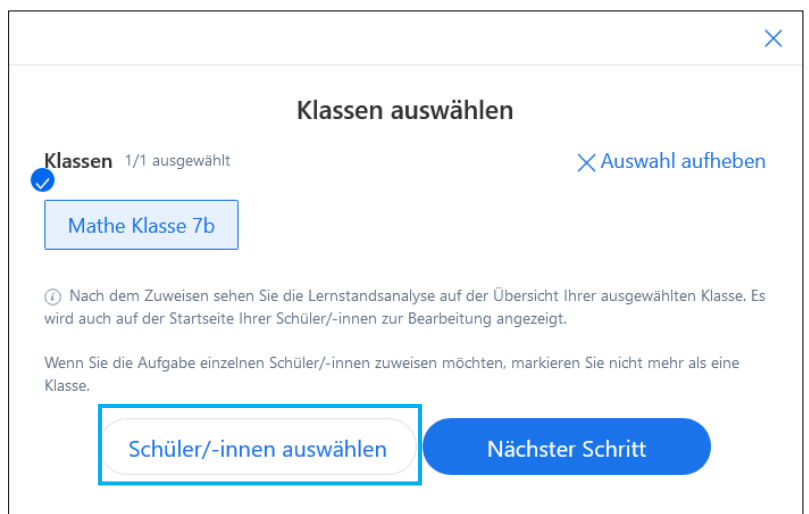 Klassen auswählen
Klassen 1/1 ausgewählt
Auswahl aufheben
Mathe Klasse 7b
Nach dem Zuweisen sehen Sie die Lernstandsanalyse auf der Übersicht Ihrer ausgewählten Klasse. Es
wird auch auf der Startseite Ihrer Schüler/-innen zur Bearbeitung angezeigt.
Wenn Sie die Aufgabe einzelnen Schüler/-innen zuweisen möchten, markieren Sie nicht mehr als eine
Klasse.
Schüler/-innen auswählen
Nächster Schritt